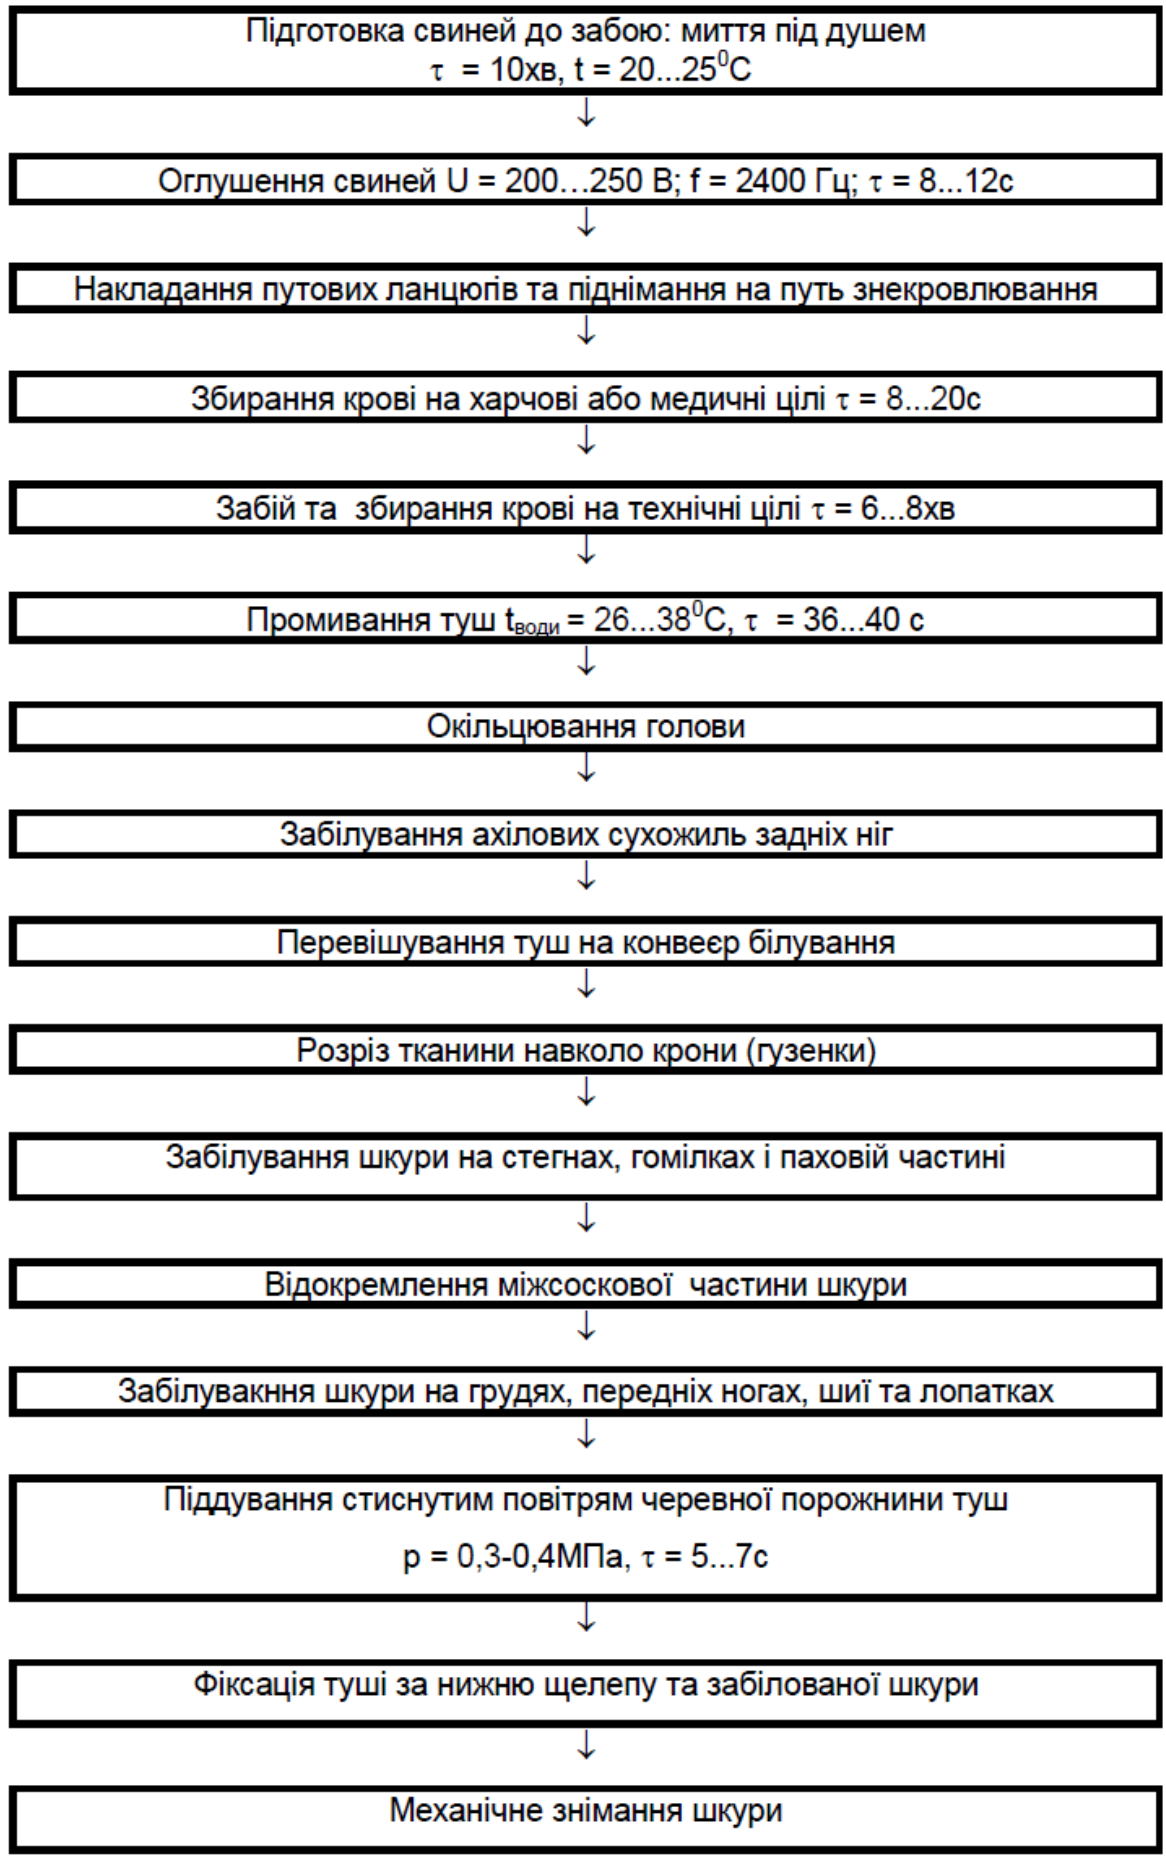 Підготовка свиней до забою: миття під душем
τ = 10хв, t = 20...25⁰С
↓
Оглушення свиней U = 200...250 В; f = 2400 Гц; τ = 8...12с
↓
Накладання путових ланцюгів та піднімання на путь знекровлювання
↓
Збирання крові на харчові або медичні цілі τ = 8...20с
↓
Забій та збирання крові на технічні цілі τ = 6...8хв
↓
Промивання туш tводи = 26...38⁰С, τ = 36...40 с
↓
Окільцювання голови
↓
Забілування ахілових сухожиль задніх ніг
↓
Перевішування туш на конвеєр білування
↓
Розріз тканини навколо крони (гузенки)
↓
Забілування шкури на стегнах, гомілках і паховій частині
↓
Відокремлення міжсоскової частини шкури
↓
Забілувакння шкури на грудях, передніх ногах, шиї та лопатках
↓
Піддування стиснутим повітрям черевної порожнини туш
р = 0,3-0,4МПа, τ = 5...7с
↓
Фіксація туші за нижню щелепу та забілованої шкури
↓
Механічне знімання шкури